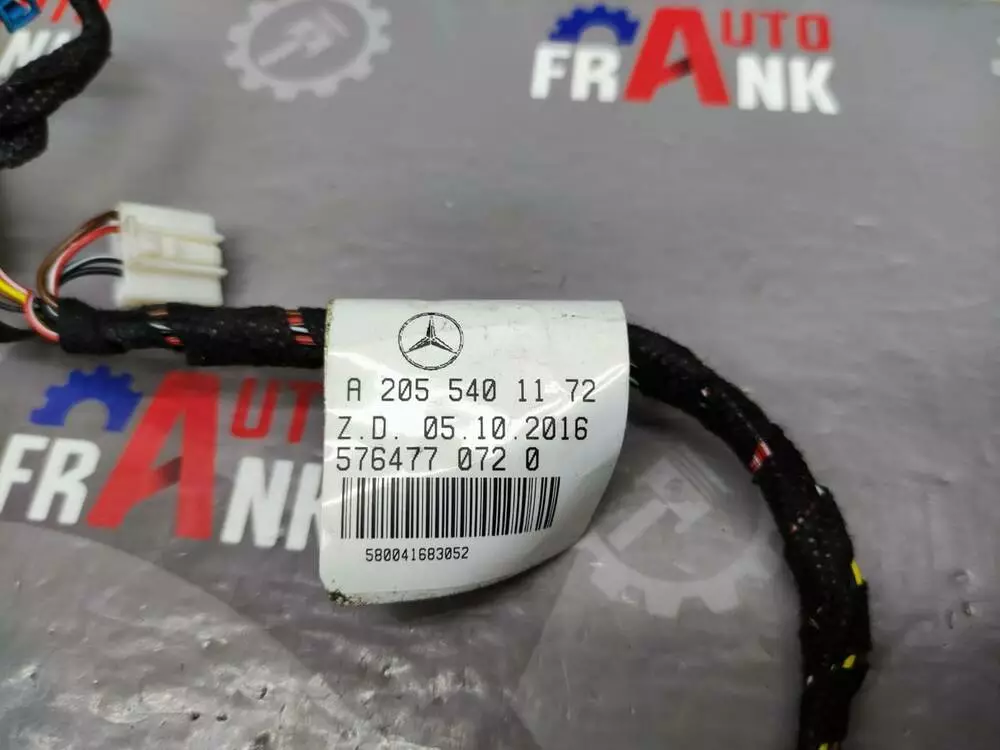 AUTO
FRANK
A 205 540 11 72
Z.D. 05.10.2016
576477 072 0
580041683052
AUTO
FRANK